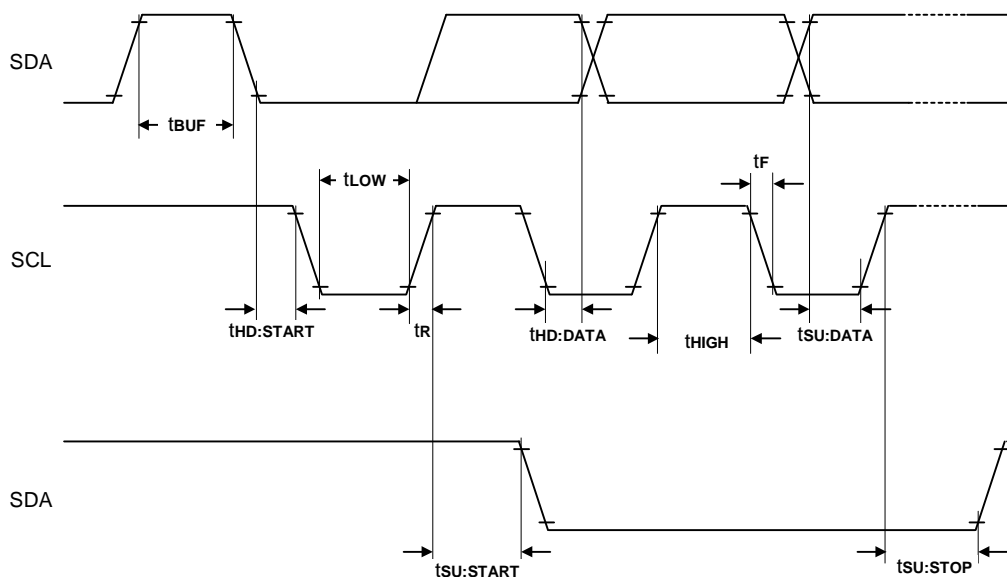 SDA
tBUF
tLOW
tF
SCL
tHD:START
tR
tHD:DATA
tHIGH
tSU:DATA
SDA
tSU:START
tSU:STOP